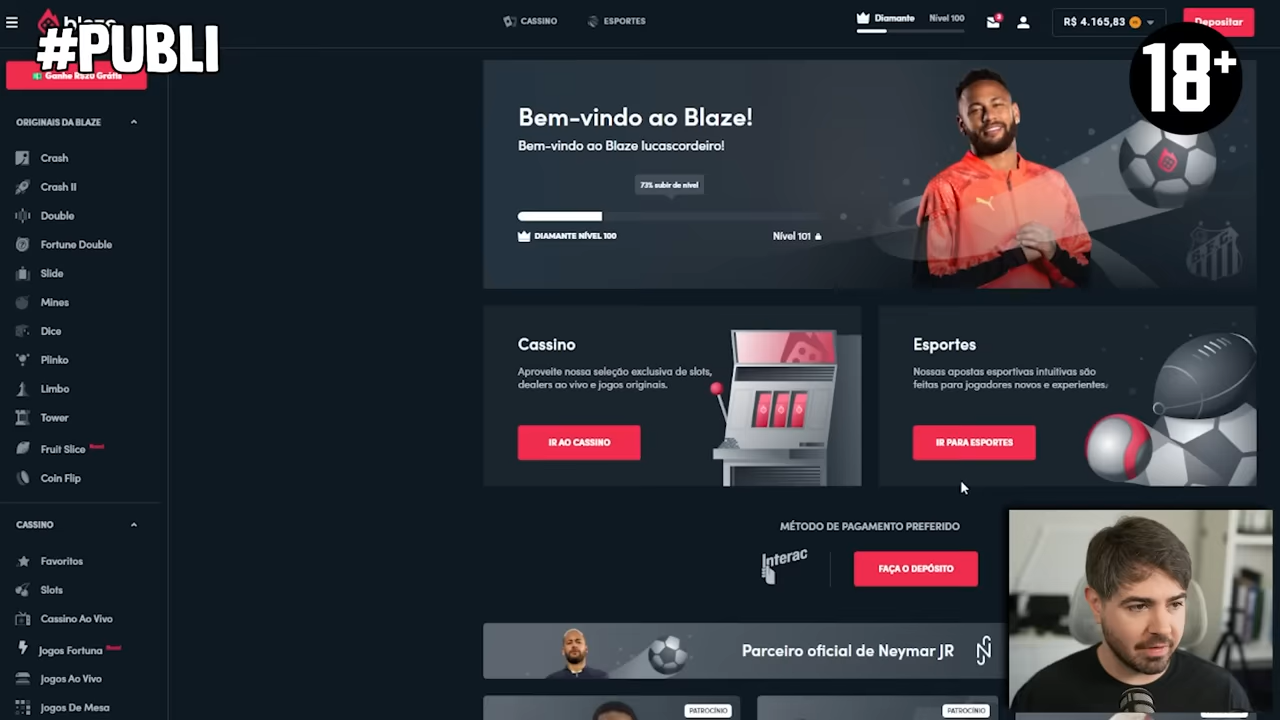 blaze
#PUBLI
CASSINO
ESPORTES
Diamante
Nível 100
R$ 4.165,83
Depositar
18+
Ganhe R$20 Grátis
ORIGINAIS DA BLAZE
Crash
Crash II
Double
Fortune Double
Slide
Mines
Dice
Plinko
Limbo
Tower
Fruit Slice
Coin Flip
CASSINO
Favoritos
Slots
Cassino Ao Vivo
Jogos Fortuna
Jogos Ao Vivo
Jogos De Mesa
Bem-vindo ao Blaze!
Bem-vindo ao Blaze lucascordeiro!
73% subir de nível
DIAMANTE NÍVEL 100
Nível 101
Cassino
Aproveite nossa seleção exclusiva de slots,
dealers ao vivo e jogos originais.
IR AO CASSINO
Esportes
Nossas apostas esportivas intuitivas são
feitas para jogadores novos e experientes.
IR PARA ESPORTES
MÉTODO DE PAGAMENTO PREFERIDO
Interac
FAÇA O DEPÓSITO
Parceiro oficial de Neymar JR
PATROCÍNIO
PATROCÍNIO